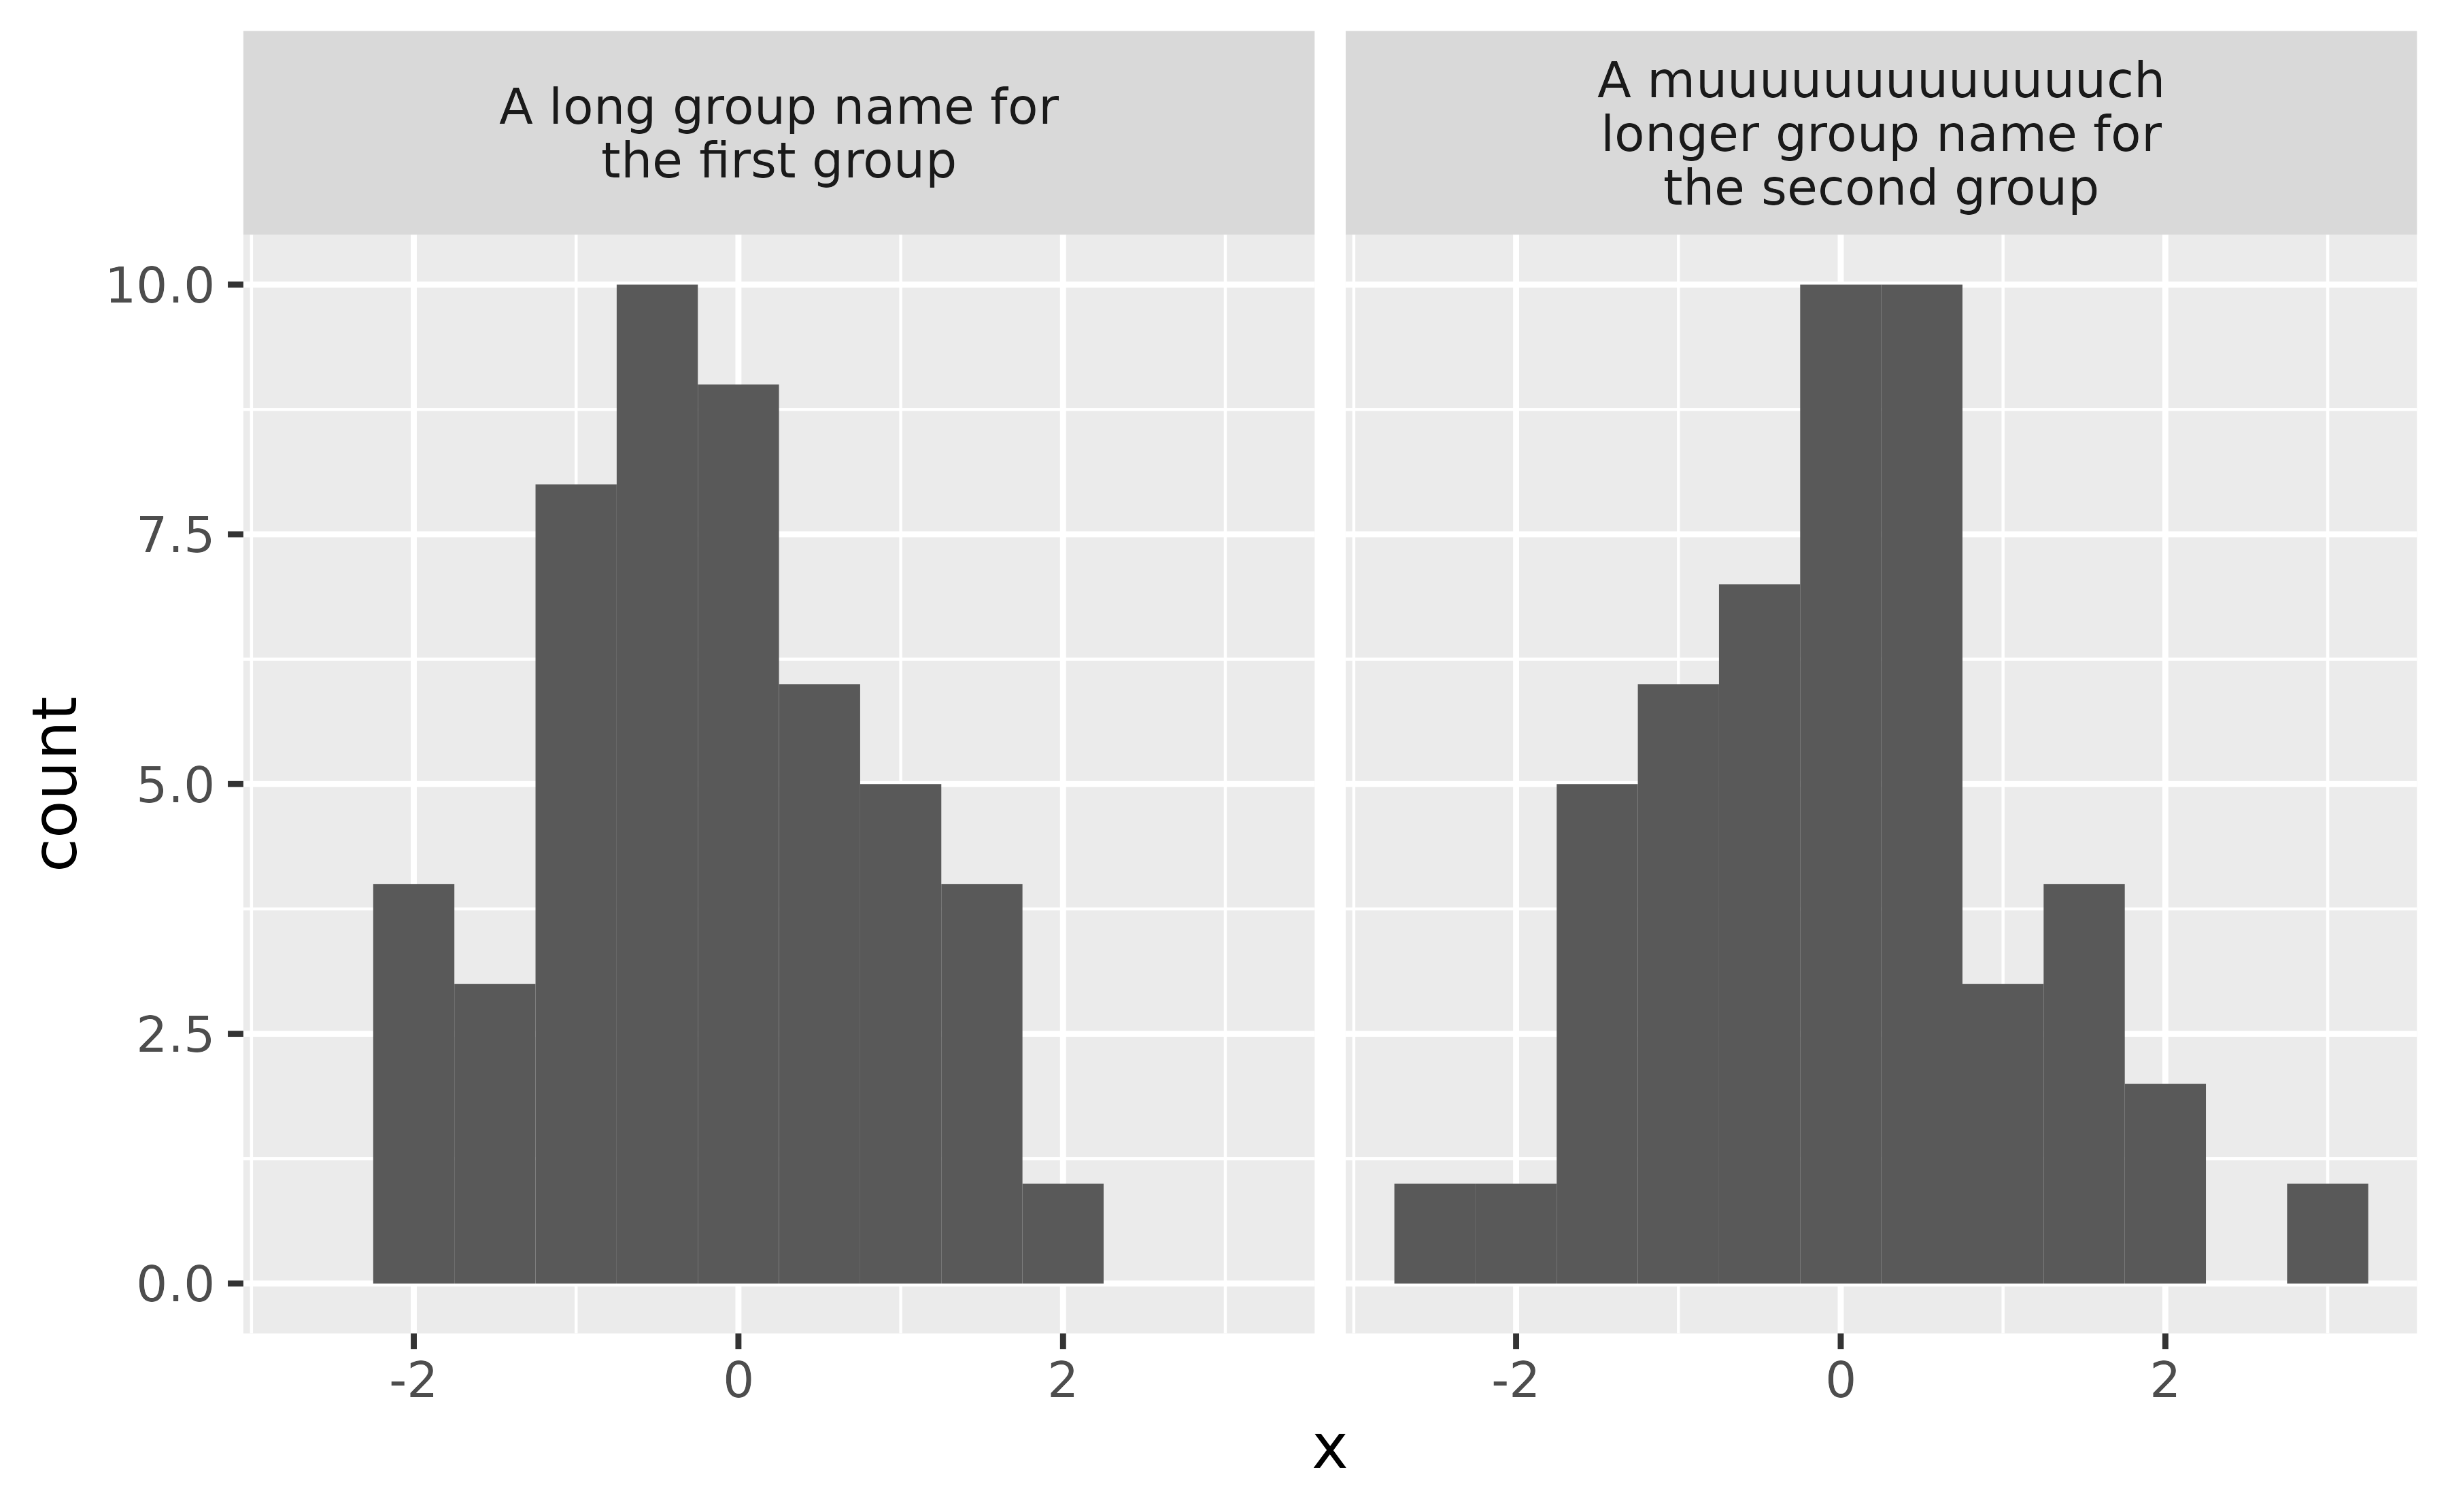 A long group name for
the first group
A muuuuuuuuuuuuuch
longer group name for
the second group
10.0
7.5
5.0
2.5
0.0
count
-2
0
2
-2
0
2
x